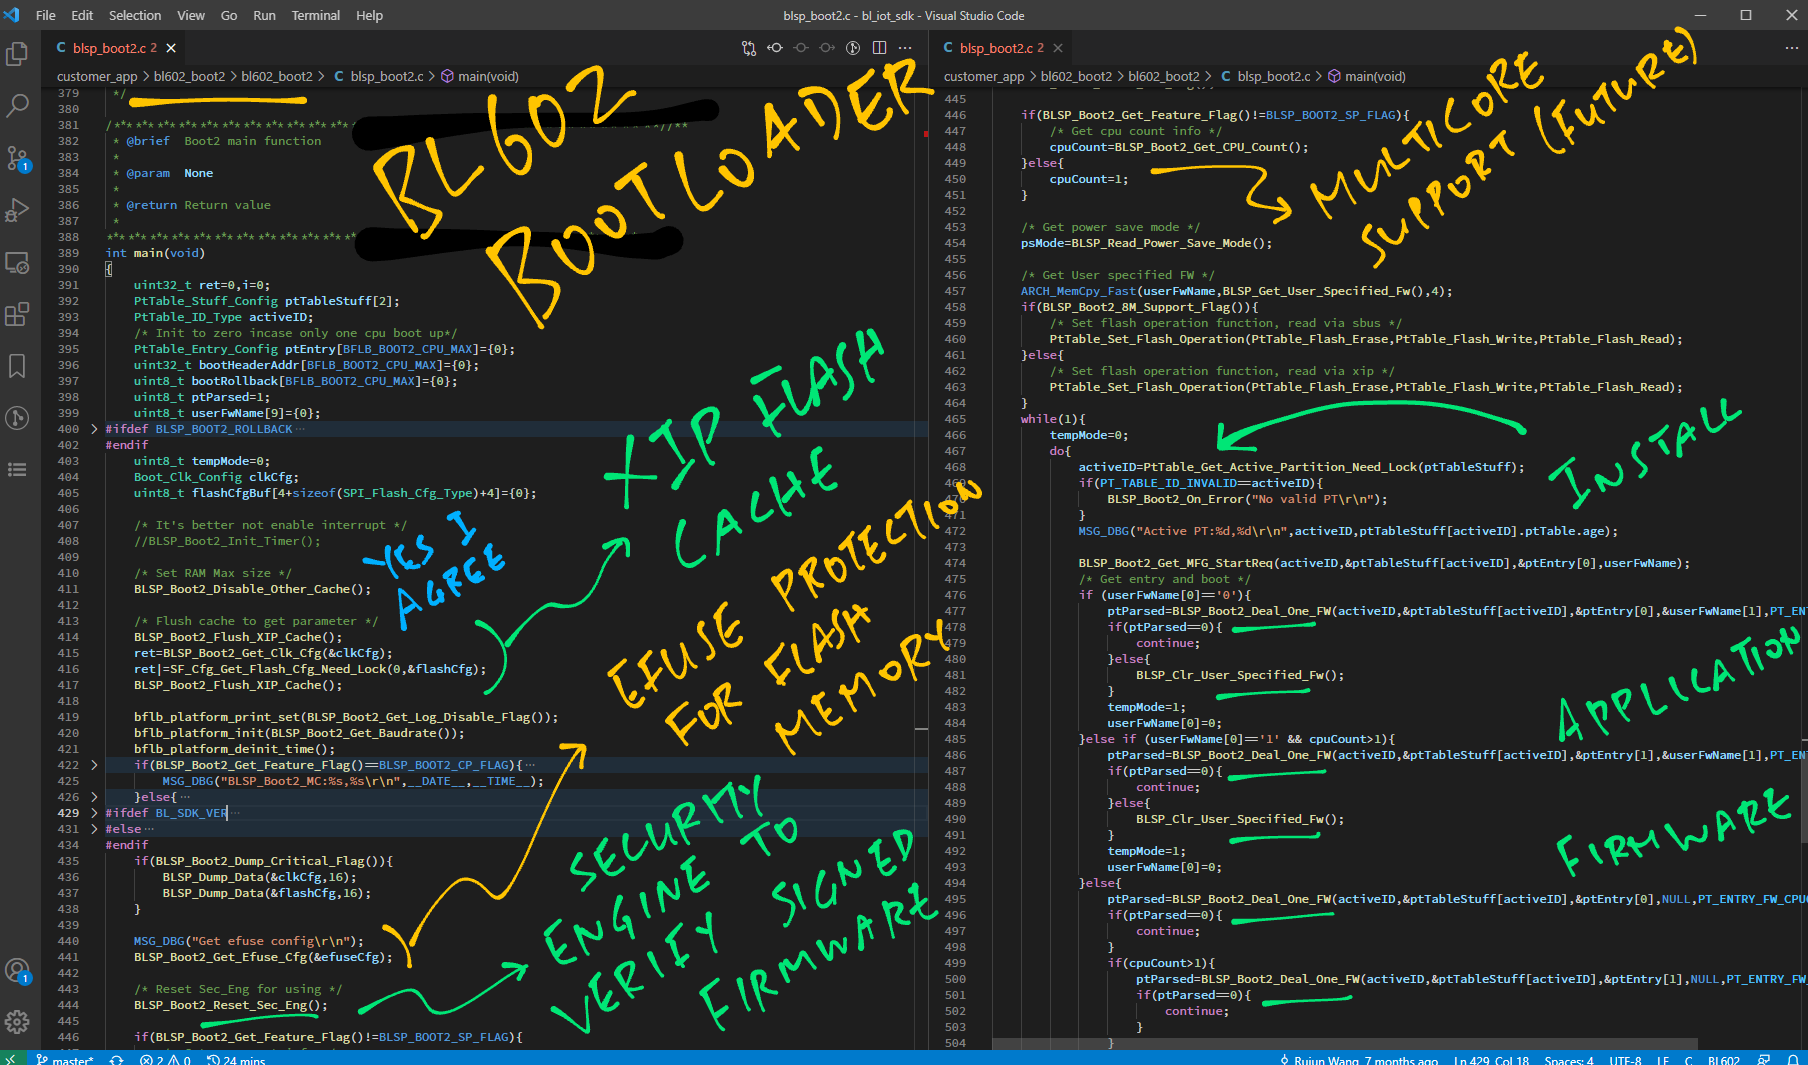 File Edit Selection View Go Run Terminal Help
blsp_boot2.c - bl_iot_sdk - Visual Studio Code
C blsp_boot2.c 2
customer_app > bl602_boot2 > bl602_boot2 > C blsp_boot2.c > main(void)
379 */
380
381
382 * @brief Boot2 main function
383 *
384 * @param None
385 *
386 * @return Return value
387 *
388
389 int main(void)
390 {
391 uint32_t ret=0,i=0;
392 PtTable_Stuff_Config ptTableStuff[2];
393 PtTable_ID_Type activeID;
394 /* Init to zero incase only one cpu boot up*/
395 PtTable_Entry_Config ptEntry[BFLB_BOOT2_CPU_MAX]={0};
396 uint32_t bootHeaderAddr[BFLB_BOOT2_CPU_MAX]={0};
397 uint8_t bootRollback[BFLB_BOOT2_CPU_MAX]={0};
398 uint8_t ptParsed=1;
399 uint8_t userFwName[9]={0};
400 > #ifdef BLSP_BOOT2_ROLLBACK ...
402 #endif
403 uint8_t tempMode=0;
404 Boot_Clk_Config clkCfg;
405 uint8_t flashCfgBuf[4+sizeof(SPI_Flash_Cfg_Type)+4]={0};
406
407 /* It's better not enable interrupt */
408 //BLSP_Boot2_Init_Timer();
409
410 /* Set RAM Max size */
411 BLSP_Boot2_Disable_Other_Cache();
412
413 /* Flush cache to get parameter */
414 BLSP_Boot2_Flush_XIP_Cache();
415 ret=BLSP_Boot2_Get_Clk_Cfg(&clkCfg);
416 ret|=SF_Cfg_Get_Flash_Cfg_Need_Lock(0,&flashCfg);
417 BLSP_Boot2_Flush_XIP_Cache();
418
419 bflb_platform_print_set(BLSP_Boot2_Get_Log_Disable_Flag());
420 bflb_platform_init(BLSP_Boot2_Get_Baudrate());
421 bflb_platform_deinit_time();
422 > if(BLSP_Boot2_Get_Feature_Flag()==BLSP_BOOT2_CP_FLAG){ ...
425 MSG_DBG("BLSP_Boot2_MC:%s,%s\r\n",__DATE__,__TIME__);
426 > }else{ ...
429 > #ifdef BL_SDK_VER ...
431 > #else ...
434 #endif
435 if(BLSP_Boot2_Dump_Critical_Flag()){
436 BLSP_Dump_Data(&clkCfg,16);
437 BLSP_Dump_Data(&flashCfg,16);
438 }
439
440 MSG_DBG("Get efuse config\r\n");
441 BLSP_Boot2_Get_Efuse_Cfg(&efuseCfg);
442
443 /* Reset Sec_Eng for using */
444 BLSP_Boot2_Reset_Sec_Eng();
445
446 if(BLSP_Boot2_Get_Feature_Flag()!=BLSP_BOOT2_SP_FLAG){
BL602
BOOTLOADER
XIP FLASH
CACHE
YES I
AGREE
EFUSE PROTECTION
FOR FLASH
MEMORY
SECURITY
ENGINE TO
VERIFY SIGNED
FIRMWARE
C blsp_boot2.c 2
customer_app > bl602_boot2 > bl602_boot2 > C blsp_boot2.c > main(void)
445
446 if(BLSP_Boot2_Get_Feature_Flag()!=BLSP_BOOT2_SP_FLAG){
447 /* Get cpu count info */
448 cpuCount=BLSP_Boot2_Get_CPU_Count();
449 }else{
450 cpuCount=1;
451 }
452
453 /* Get power save mode */
454 psMode=BLSP_Read_Power_Save_Mode();
455
456 /* Get User specified FW */
457 ARCH_MemCpy_Fast(userFwName,BLSP_Get_User_Specified_Fw(),4);
458 if(BLSP_Boot2_8M_Support_Flag()){
459 /* Set flash operation function, read via sbus */
460 PtTable_Set_Flash_Operation(PtTable_Flash_Erase,PtTable_Flash_Write,PtTable_Flash_Read);
461 }else{
462 /* Set flash operation function, read via xip */
463 PtTable_Set_Flash_Operation(PtTable_Flash_Erase,PtTable_Flash_Write,PtTable_Flash_Read);
464 }
465 while(1){
466 tempMode=0;
467 do{
468 activeID=PtTable_Get_Active_Partition_Need_Lock(ptTableStuff);
469 if(PT_TABLE_ID_INVALID==activeID){
470 BLSP_Boot2_On_Error("No valid PT\r\n");
471 }
472 MSG_DBG("Active PT:%d,%d\r\n",activeID,ptTableStuff[activeID].ptTable.age);
473
474 BLSP_Boot2_Get_MFG_StartReq(activeID,&ptTableStuff[activeID],&ptEntry[0],userFwName);
475 /* Get entry and boot */
476 if (userFwName[0]=='0'){
477 ptParsed=BLSP_Boot2_Deal_One_FW(activeID,&ptTableStuff[activeID],&ptEntry[0],&userFwName[1],PT_EN
478 if(ptParsed==0){
479 continue;
480 }else{
481 BLSP_Clr_User_Specified_Fw();
482 }
483 tempMode=1;
484 userFwName[0]=0;
485 }else if (userFwName[0]=='1' && cpuCount>1){
486 ptParsed=BLSP_Boot2_Deal_One_FW(activeID,&ptTableStuff[activeID],&ptEntry[1],&userFwName[1],PT_EN
487 if(ptParsed==0){
488 continue;
489 }else{
490 BLSP_Clr_User_Specified_Fw();
491 }
492 tempMode=1;
493 userFwName[0]=0;
494 }else{
495 ptParsed=BLSP_Boot2_Deal_One_FW(activeID,&ptTableStuff[activeID],&ptEntry[0],NULL,PT_ENTRY_FW_CPU
496 if(ptParsed==0){
497 continue;
498 }
499 if(cpuCount>1){
500 ptParsed=BLSP_Boot2_Deal_One_FW(activeID,&ptTableStuff[activeID],&ptEntry[1],NULL,PT_ENTRY_FW_
501 if(ptParsed==0){
502 continue;
503 }
504 }
MULTICORE
SUPPORT (FUTURE)
INSTALL
APPLICATION
FIRMWARE
master* 2 0 24 mins
Ruijun Wang, 7 months ago Ln 429, Col 18 Spaces: 4 UTF-8 LF C BL602